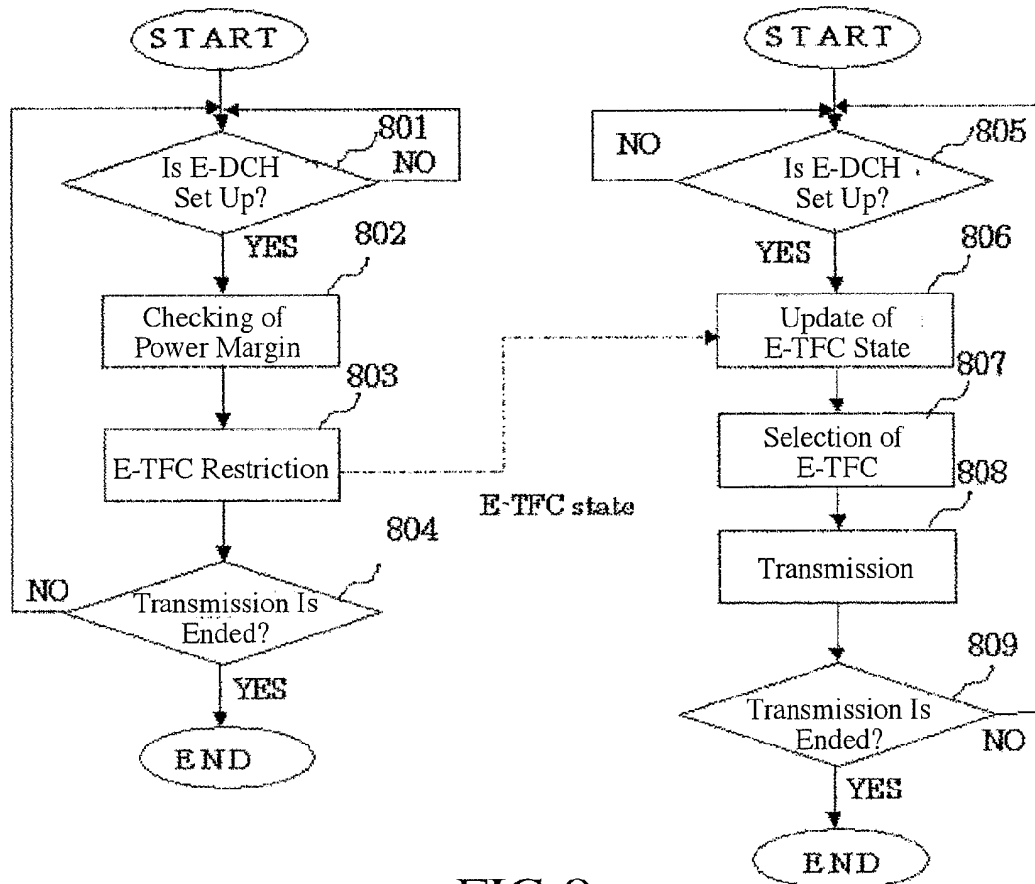 START
801
Is E-DCH
Set Up?
NO
YES
802
Checking of
Power Margin
803
E-TFC Restriction
E-TFC state
804
NO
Transmission Is
Ended?
YES
END
START
805
NO
Is E-DCH
Set Up?
YES
806
Update of
E-TFC State
807
Selection of
E-TFC
808
Transmission
809
Transmission Is
Ended?
NO
YES
END